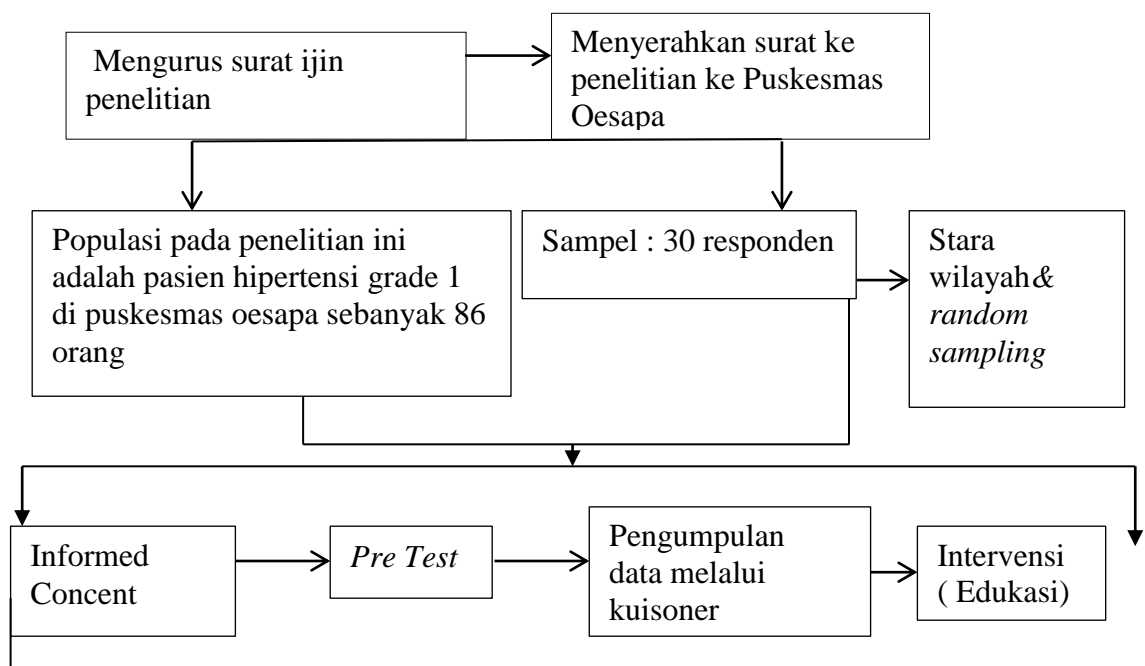 Mengurus surat ijin
penelitian
Menyerahkan surat ke
penelitian ke Puskesmas
Oesapa
Populasi pada penelitian ini
adalah pasien hipertensi grade 1
di puskesmas oesapa sebanyak 86
orang
Sampel : 30 responden
Stara
wilayah&
random
sampling
Informed
Concent
Pre Test
Pengumpulan
data melalui
kuisoner
Intervensi
( Edukasi)